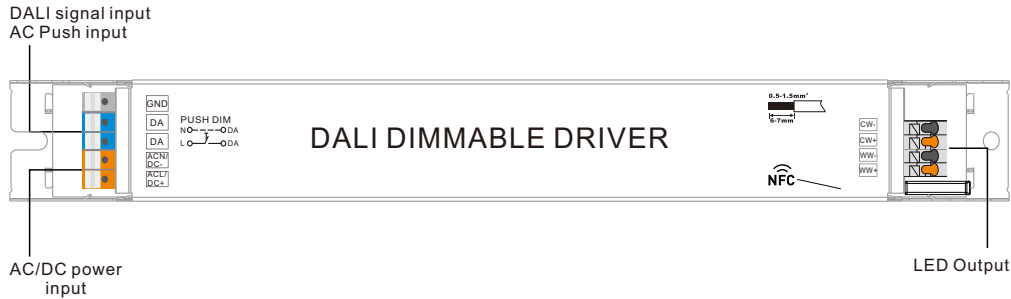 DALI signal input
AC Push input
GND
DA
DA
ACN/
DC-
ACL/
DC+
PUSH DIM
N DA
L DA
DALI DIMMABLE DRIVER
0.5-1.5mm²
6-7mm
NFC
CW-
CW+
WW-
WW+
AC/DC power
input
LED Output